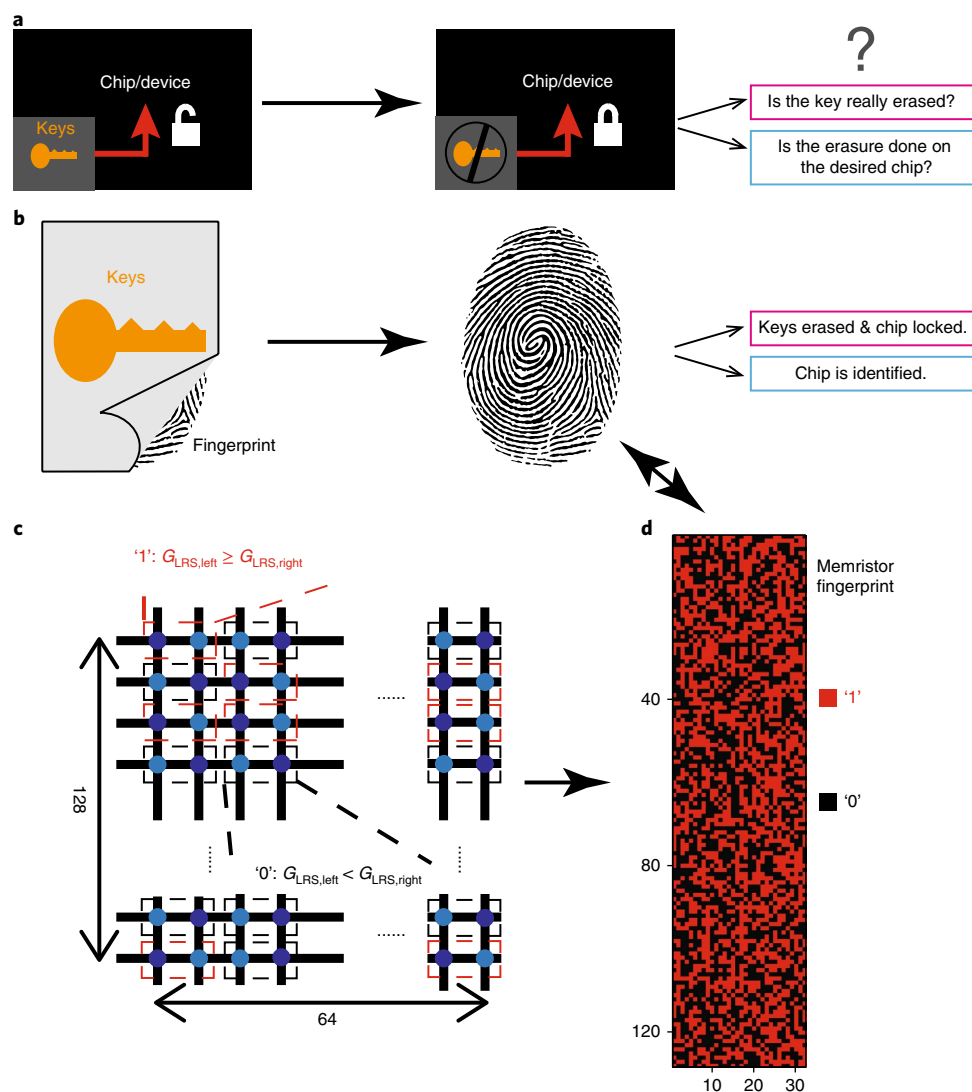 a
Chip/device
Keys
Chip/device
?
Is the key really erased?
Is the erasure done on
the desired chip?
b
Keys
Fingerprint
Keys erased & chip locked.
Chip is identified.
c
'1': G_LRS,left ≥ G_LRS,right
......
128
......
......
'0': G_LRS,left < G_LRS,right
......
64
d
Memristor
fingerprint
'1'
'0'
40
80
120
10 20 30